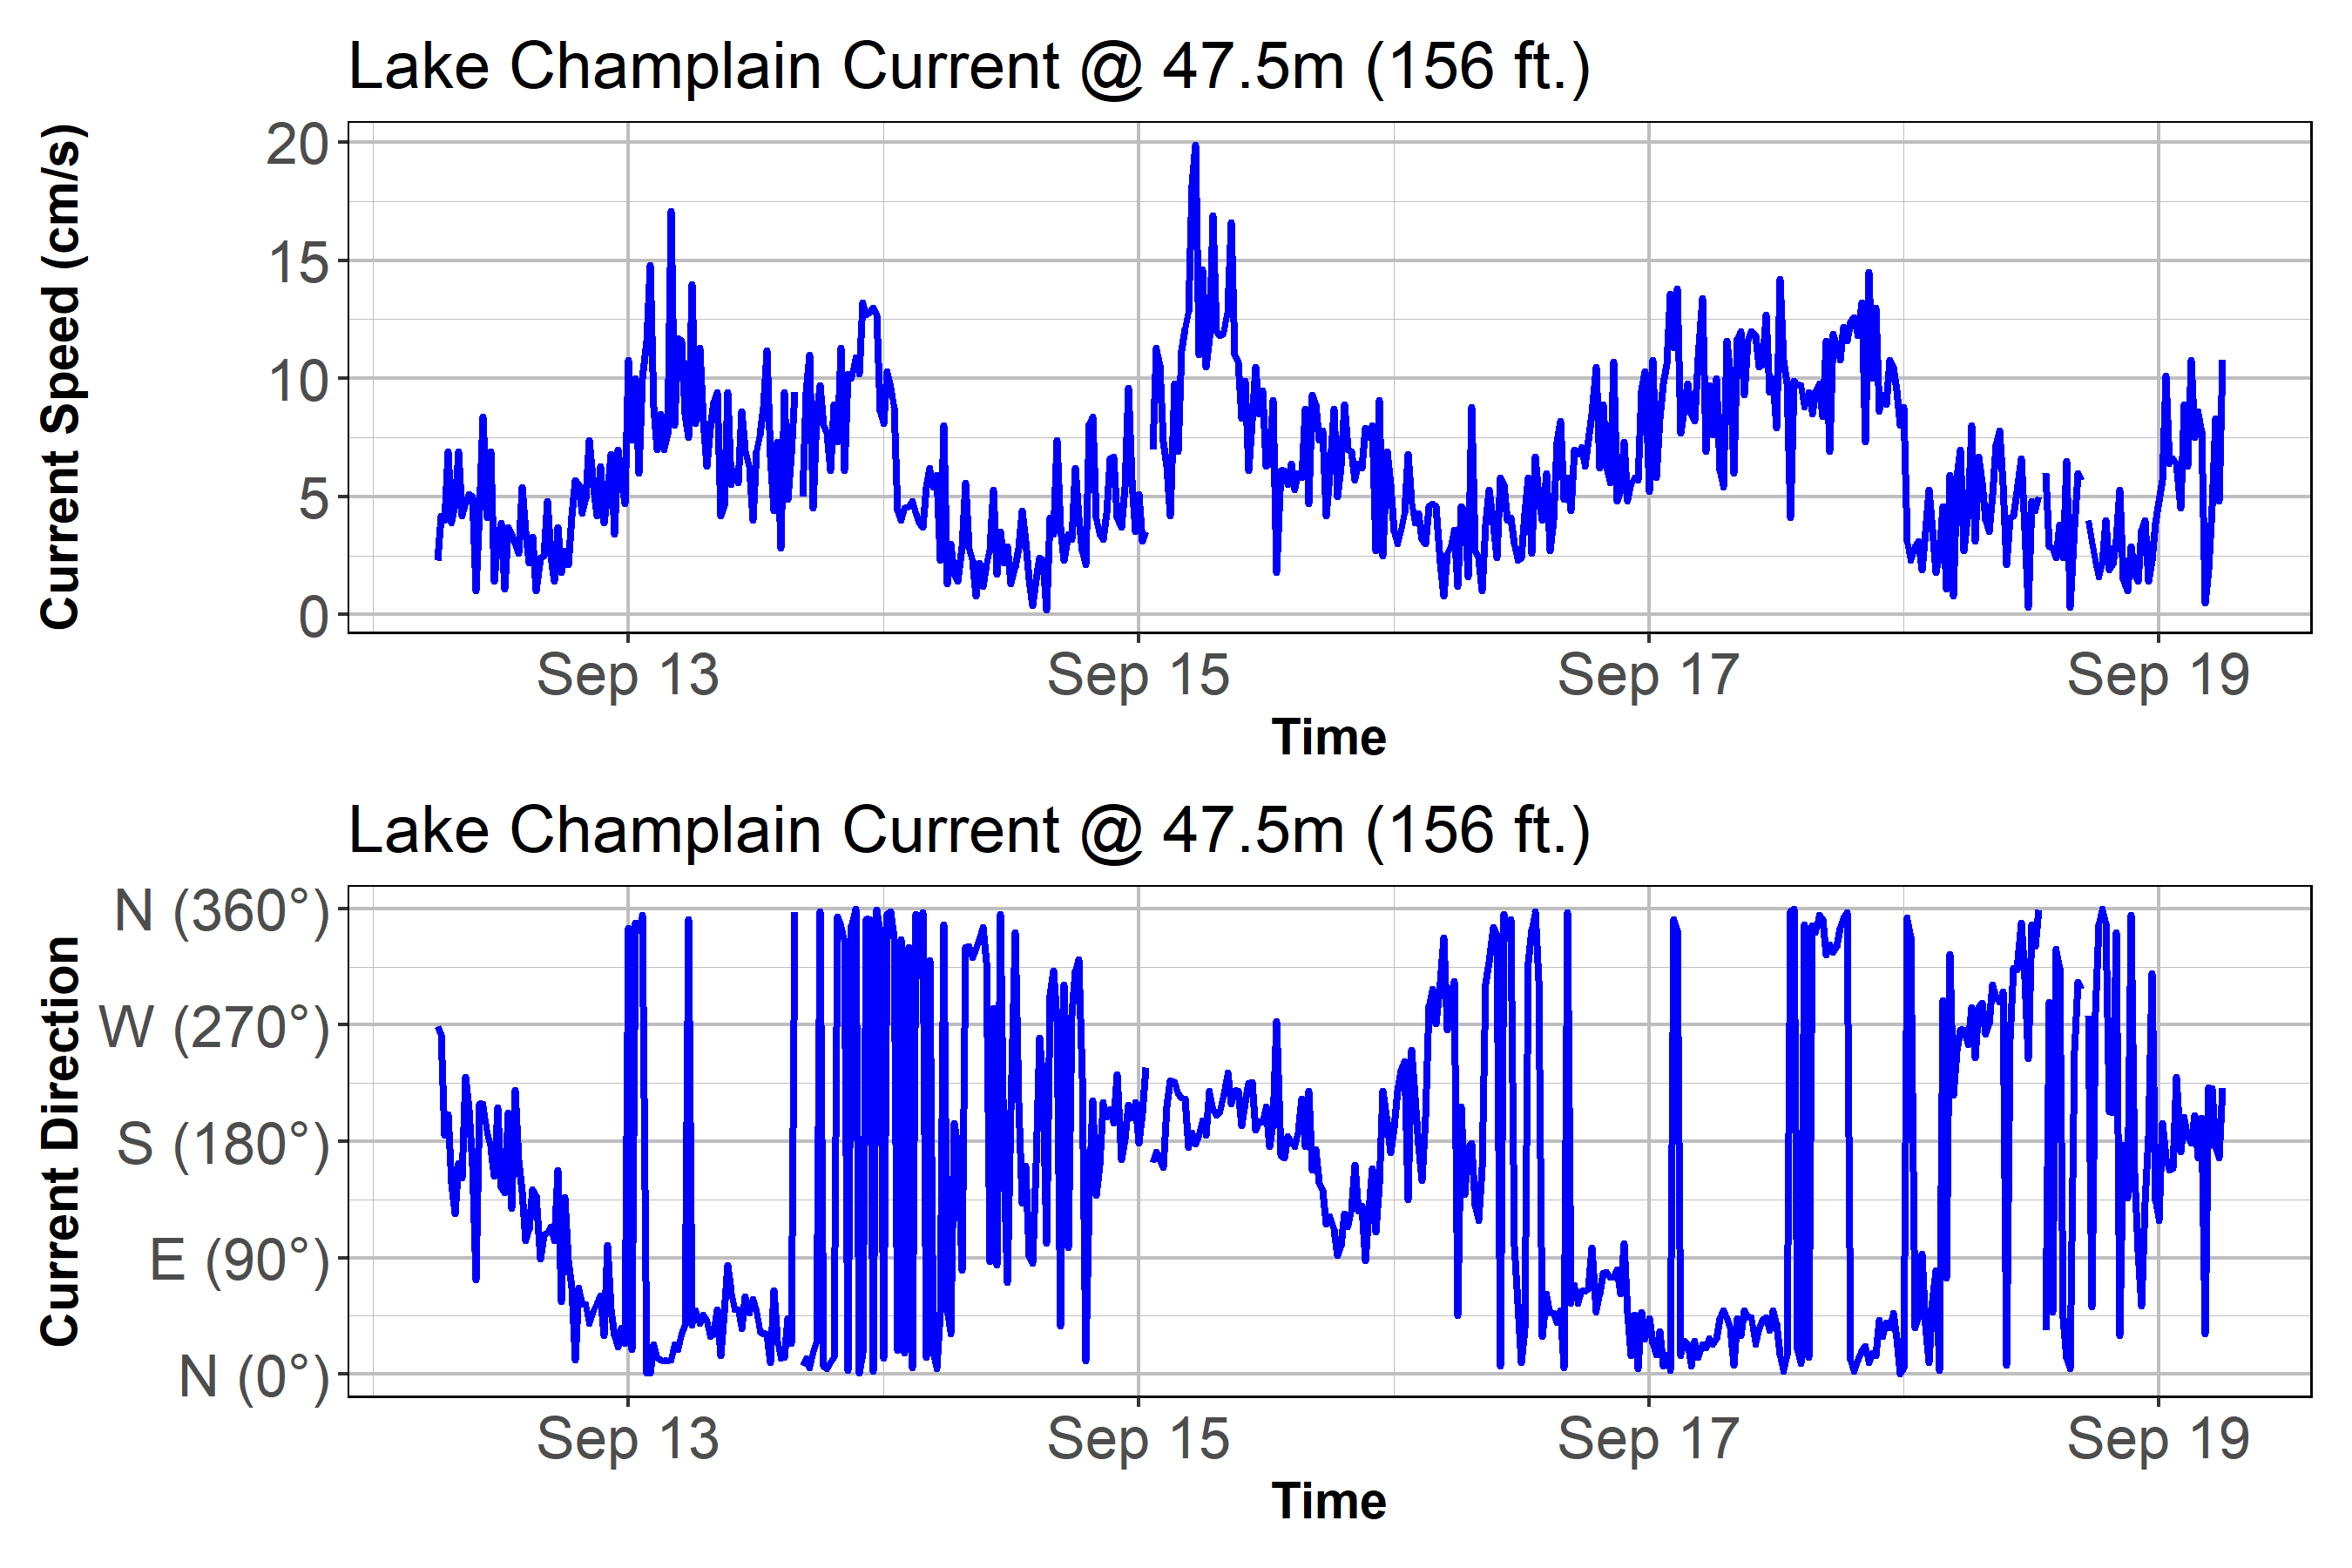 Lake Champlain Current @ 47.5m (156 ft.)
Current Speed (cm/s)
20
15
10
5
0
Sep 13
Sep 15
Sep 17
Sep 19
Time
Lake Champlain Current @ 47.5m (156 ft.)
Current Direction
N (360°)
W (270°)
S (180°)
E (90°)
N (0°)
Sep 13
Sep 15
Sep 17
Sep 19
Time